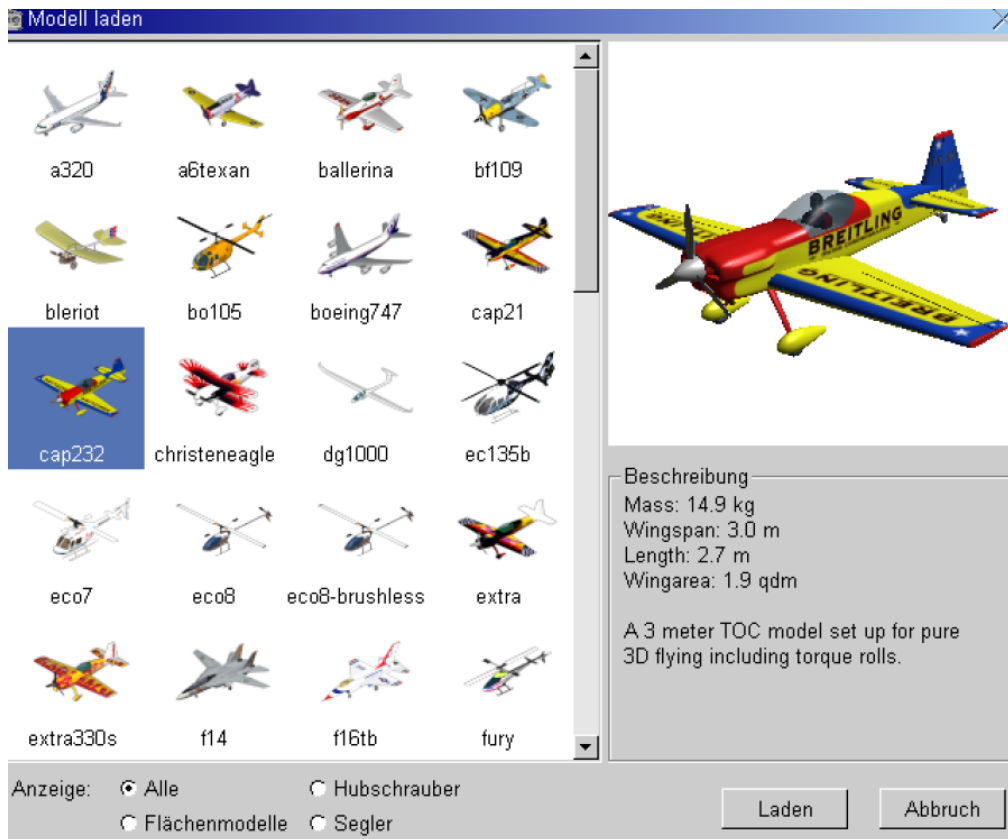 Modell laden
a320 a6texan ballerina bf109
bleriot bo105 boeing747 cap21
cap232 christeneagle dg1000 ec135b
eco7 eco8 eco8-brushless extra
extra330s f14 f16tb fury
BREITLING
BREITLING
Beschreibung
Mass: 14.9 kg
Wingspan: 3.0 m
Length: 2.7 m
Wingarea: 1.9 qdm
A 3 meter TOC model set up for pure
3D flying including torque rolls.
Anzeige: Alle Hubschrauber
Flächenmodelle Segler
Laden Abbruch